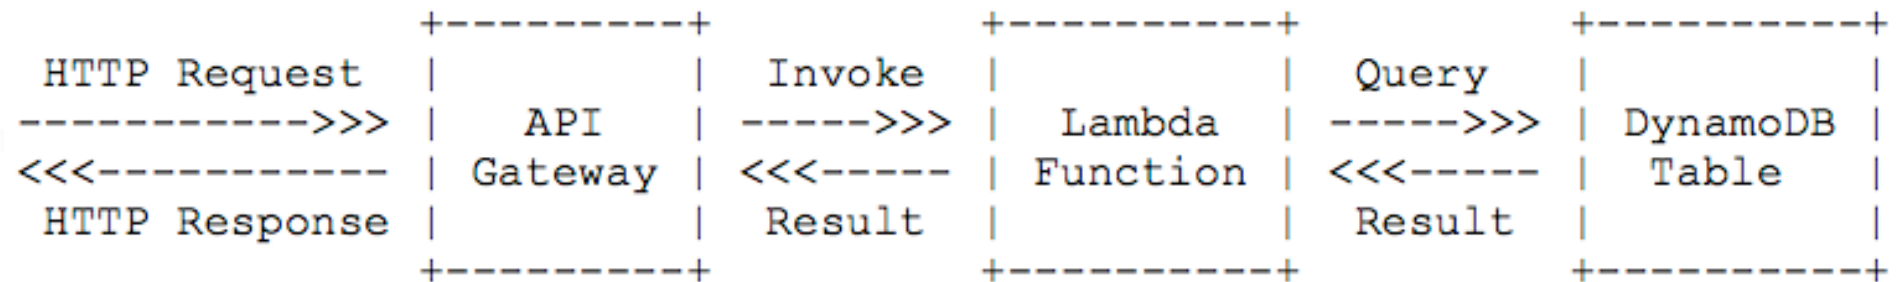 +---------+          +----------+          +----------+
HTTP Request  |         |  Invoke  |          |  Query   |          |
----------->>> |   API   | ----->>> |  Lambda  | ----->>> | DynamoDB |
<<<----------- | Gateway | <<<----- | Function | <<<----- |  Table   |
HTTP Response |         |  Result  |          |  Result  |          |
              +---------+          +----------+          +----------+